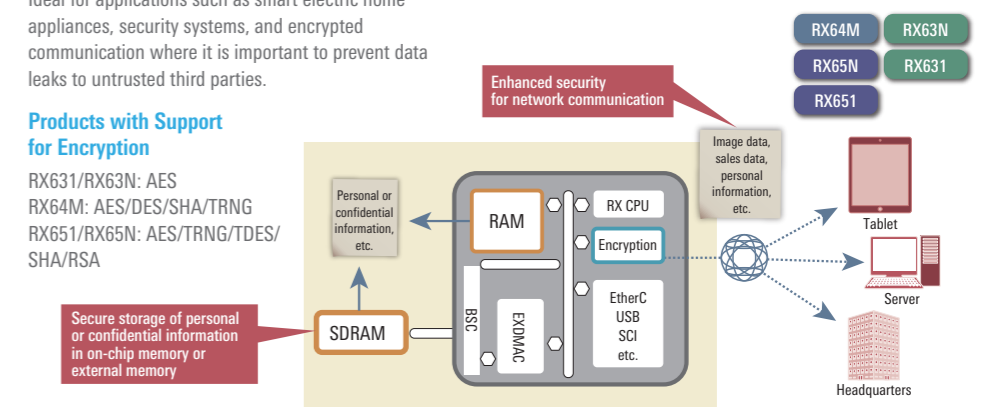 Ideal for applications such as smart electric home
appliances, security systems, and encrypted
communication where it is important to prevent data
leaks to untrusted third parties.
Products with Support
for Encryption
RX631/RX63N: AES
RX64M: AES/DES/SHA/TRNG
RX651/RX65N: AES/TRNG/TDES/
SHA/RSA
RX64M
RX63N
RX65N
RX631
RX651
Enhanced security
for network communication
Image data,
sales data,
personal
information,
etc.
Personal or
confidential
information,
etc.
RAM
RX CPU
Encryption
EtherC
USB
SCI
etc.
BSC
EXDMAC
SDRAM
Secure storage of personal
or confidential information
in on-chip memory or
external memory
Tablet
Server
Headquarters